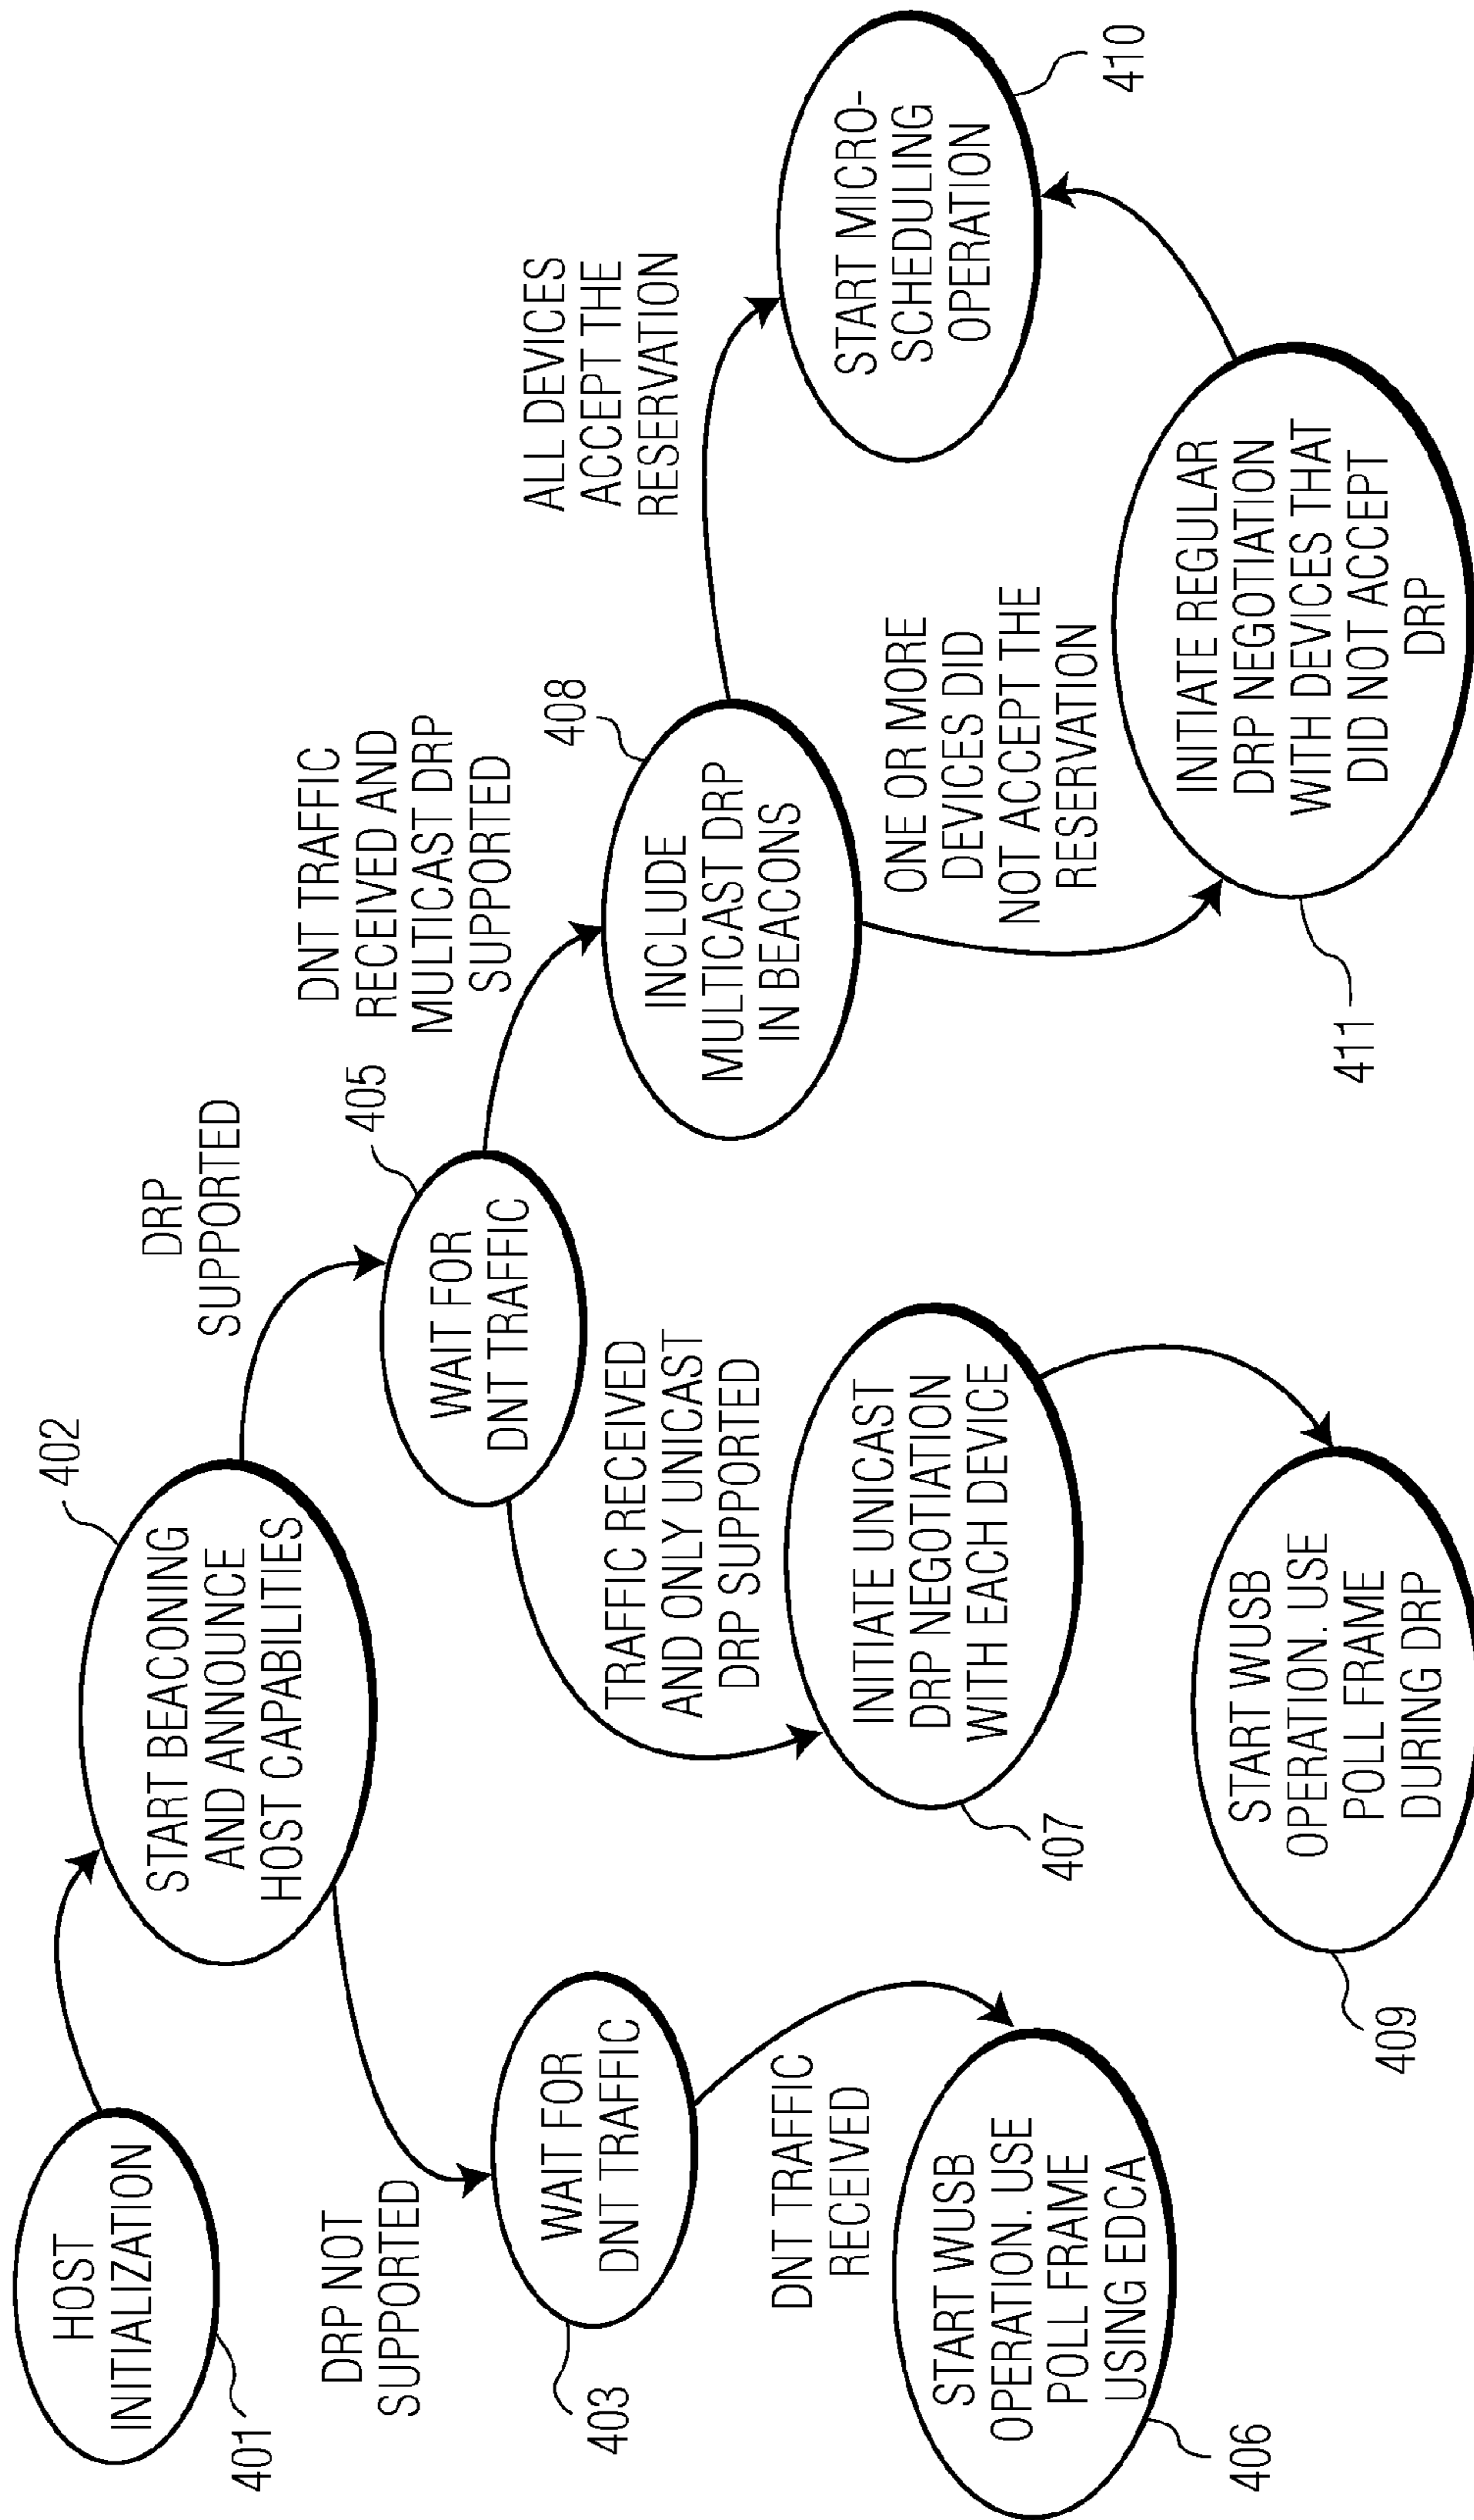 HOST
INITIALIZATION
401
START BEACONING
AND ANNOUNCE
HOST CAPABILITIES
402
DRP NOT
SUPPORTED
DRP
SUPPORTED
WAIT FOR
DNT TRAFFIC
403
WAIT FOR
DNT TRAFFIC
405
DNT TRAFFIC
RECEIVED
START WUSB
OPERATION. USE
POLL FRAME
USING EDCA
406
TRAFFIC RECEIVED
AND ONLY UNICAST
DRP SUPPORTED
INITIATE UNICAST
DRP NEGOTIATION
WITH EACH DEVICE
407
START WUSB
OPERATION. USE
POLL FRAME
DURING DRP
409
DNT TRAFFIC
RECEIVED AND
MULTICAST DRP
SUPPORTED
INCLUDE
MULTICAST DRP
IN BEACONS
408
ALL DEVICES
ACCEPT THE
RESERVATION
START MICRO-
SCHEDULING
OPERATION
410
ONE OR MORE
DEVICES DID
NOT ACCEPT THE
RESERVATION
INITIATE REGULAR
DRP NEGOTIATION
WITH DEVICES THAT
DID NOT ACCEPT
DRP
411